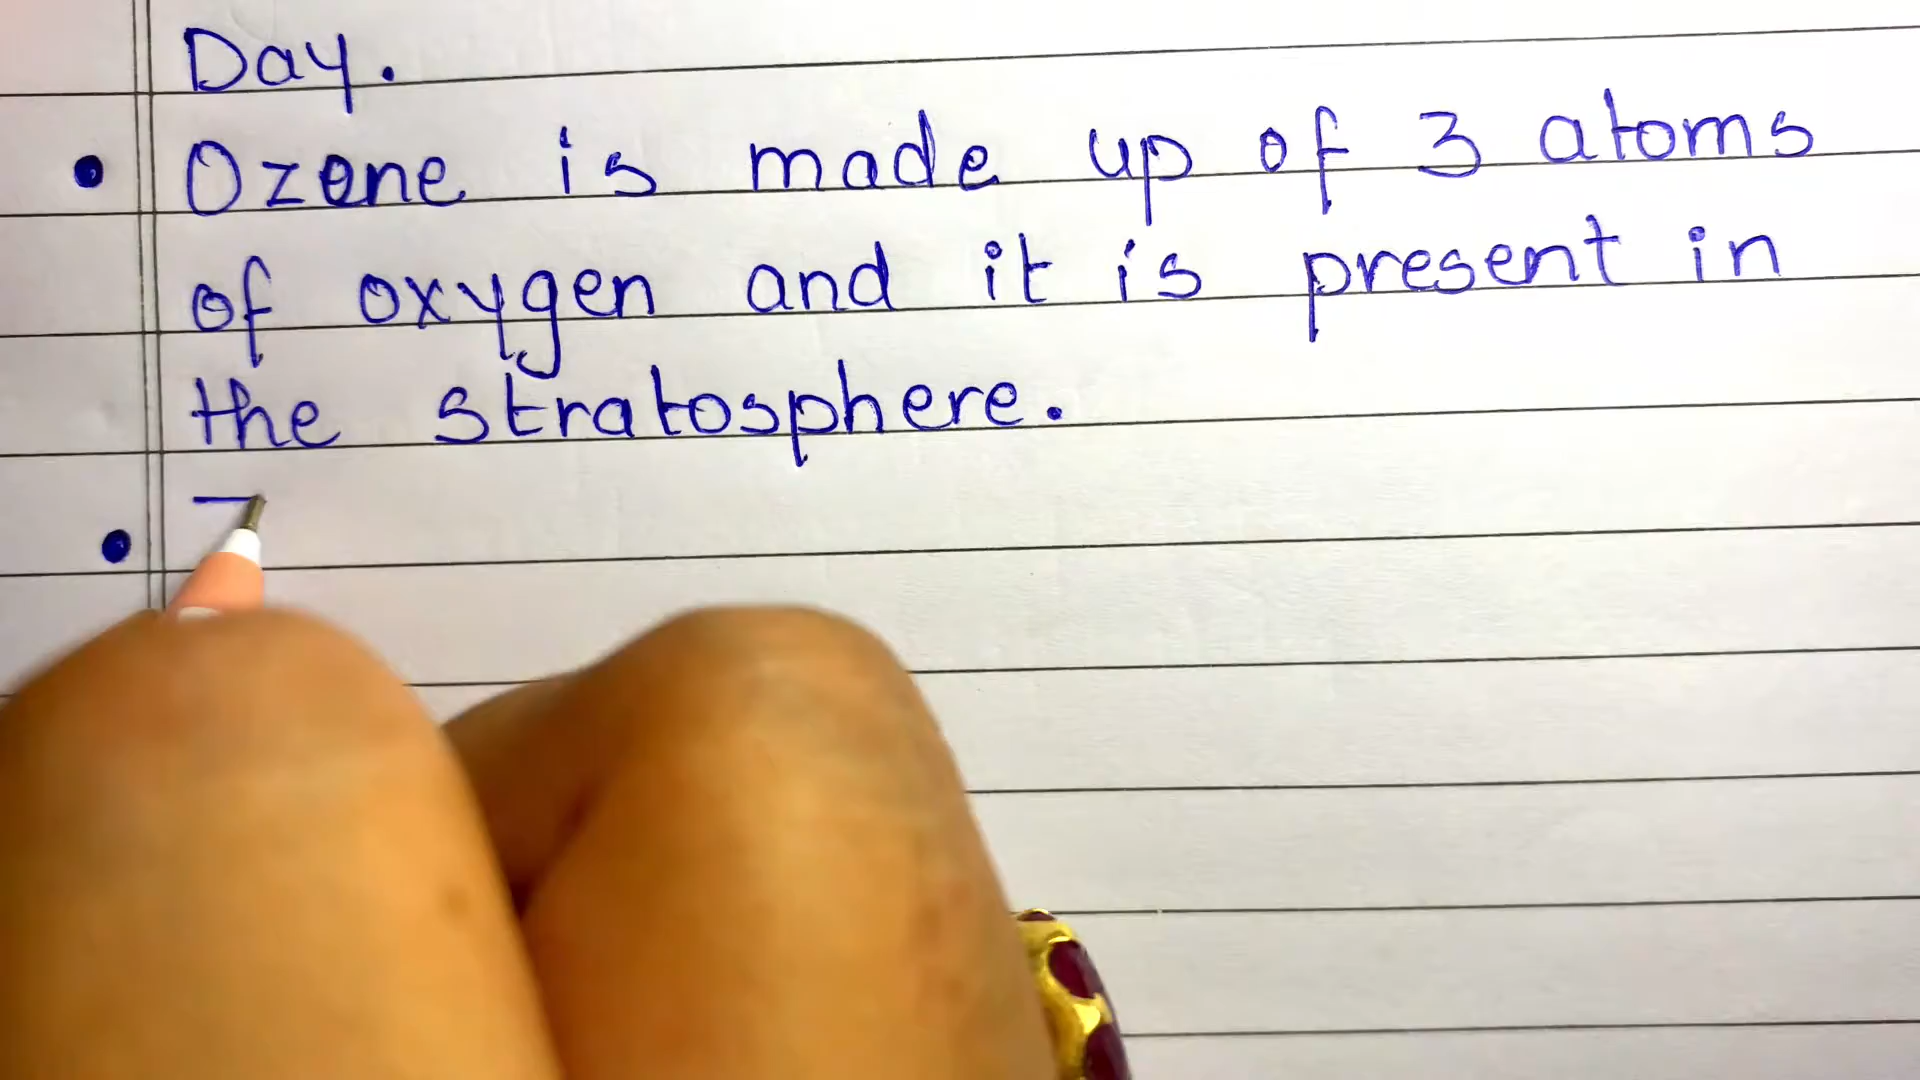 Day.
• Ozone is made up of 3 atoms
of oxygen and it is present in
the stratosphere.
•